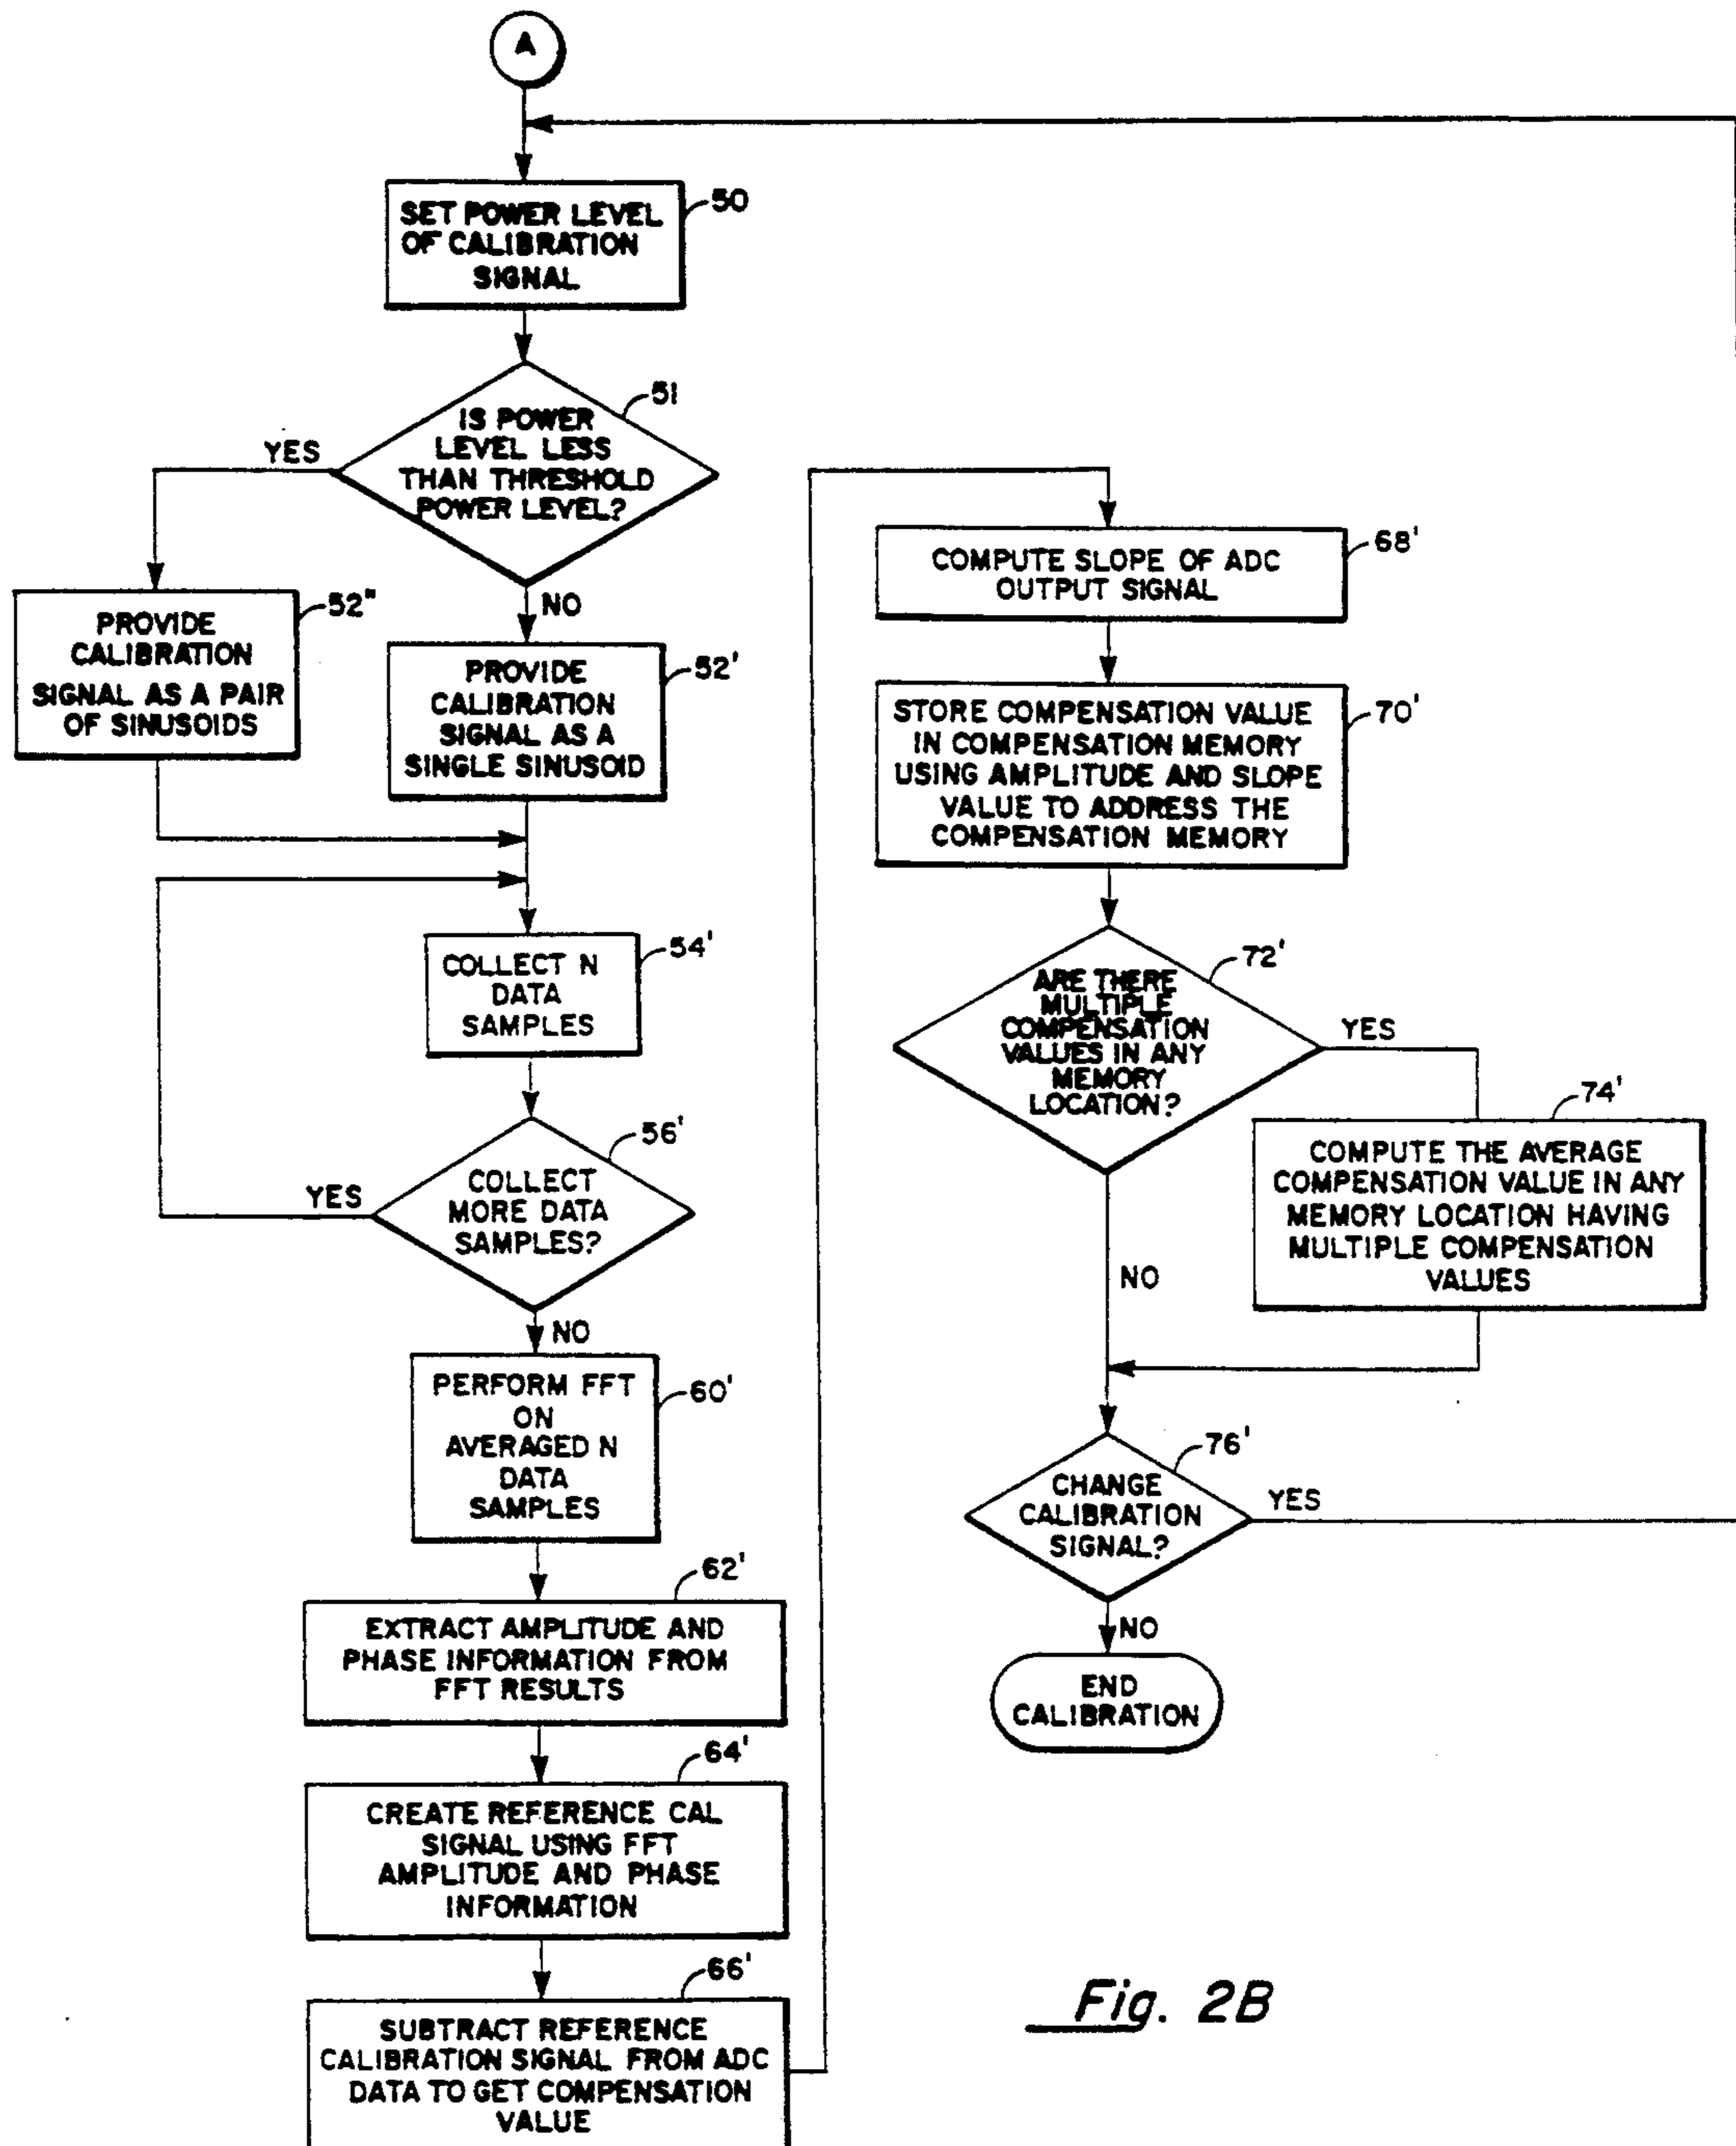 A
SET POWER LEVEL
OF CALIBRATION
SIGNAL
50
IS POWER
LEVEL LESS
THAN THRESHOLD
POWER LEVEL?
51
YES
NO
PROVIDE
CALIBRATION
SIGNAL AS A PAIR
OF SINUSOIDS
52"
PROVIDE
CALIBRATION
SIGNAL AS A
SINGLE SINUSOID
52'
COLLECT N
DATA
SAMPLES
54'
COLLECT
MORE DATA
SAMPLES?
56'
YES
NO
PERFORM FFT
ON
AVERAGED N
DATA
SAMPLES
60'
EXTRACT AMPLITUDE AND
PHASE INFORMATION FROM
FFT RESULTS
62'
CREATE REFERENCE CAL
SIGNAL USING FFT
AMPLITUDE AND PHASE
INFORMATION
64'
SUBTRACT REFERENCE
CALIBRATION SIGNAL FROM ADC
DATA TO GET COMPENSATION
VALUE
66'
COMPUTE SLOPE OF ADC
OUTPUT SIGNAL
68'
STORE COMPENSATION VALUE
IN COMPENSATION MEMORY
USING AMPLITUDE AND SLOPE
VALUE TO ADDRESS THE
COMPENSATION MEMORY
70'
ARE THERE
MULTIPLE
COMPENSATION
VALUES IN ANY
MEMORY
LOCATION?
72'
YES
NO
COMPUTE THE AVERAGE
COMPENSATION VALUE IN ANY
MEMORY LOCATION HAVING
MULTIPLE COMPENSATION
VALUES
74'
CHANGE
CALIBRATION
SIGNAL?
76'
YES
NO
END
CALIBRATION
Fig. 2B